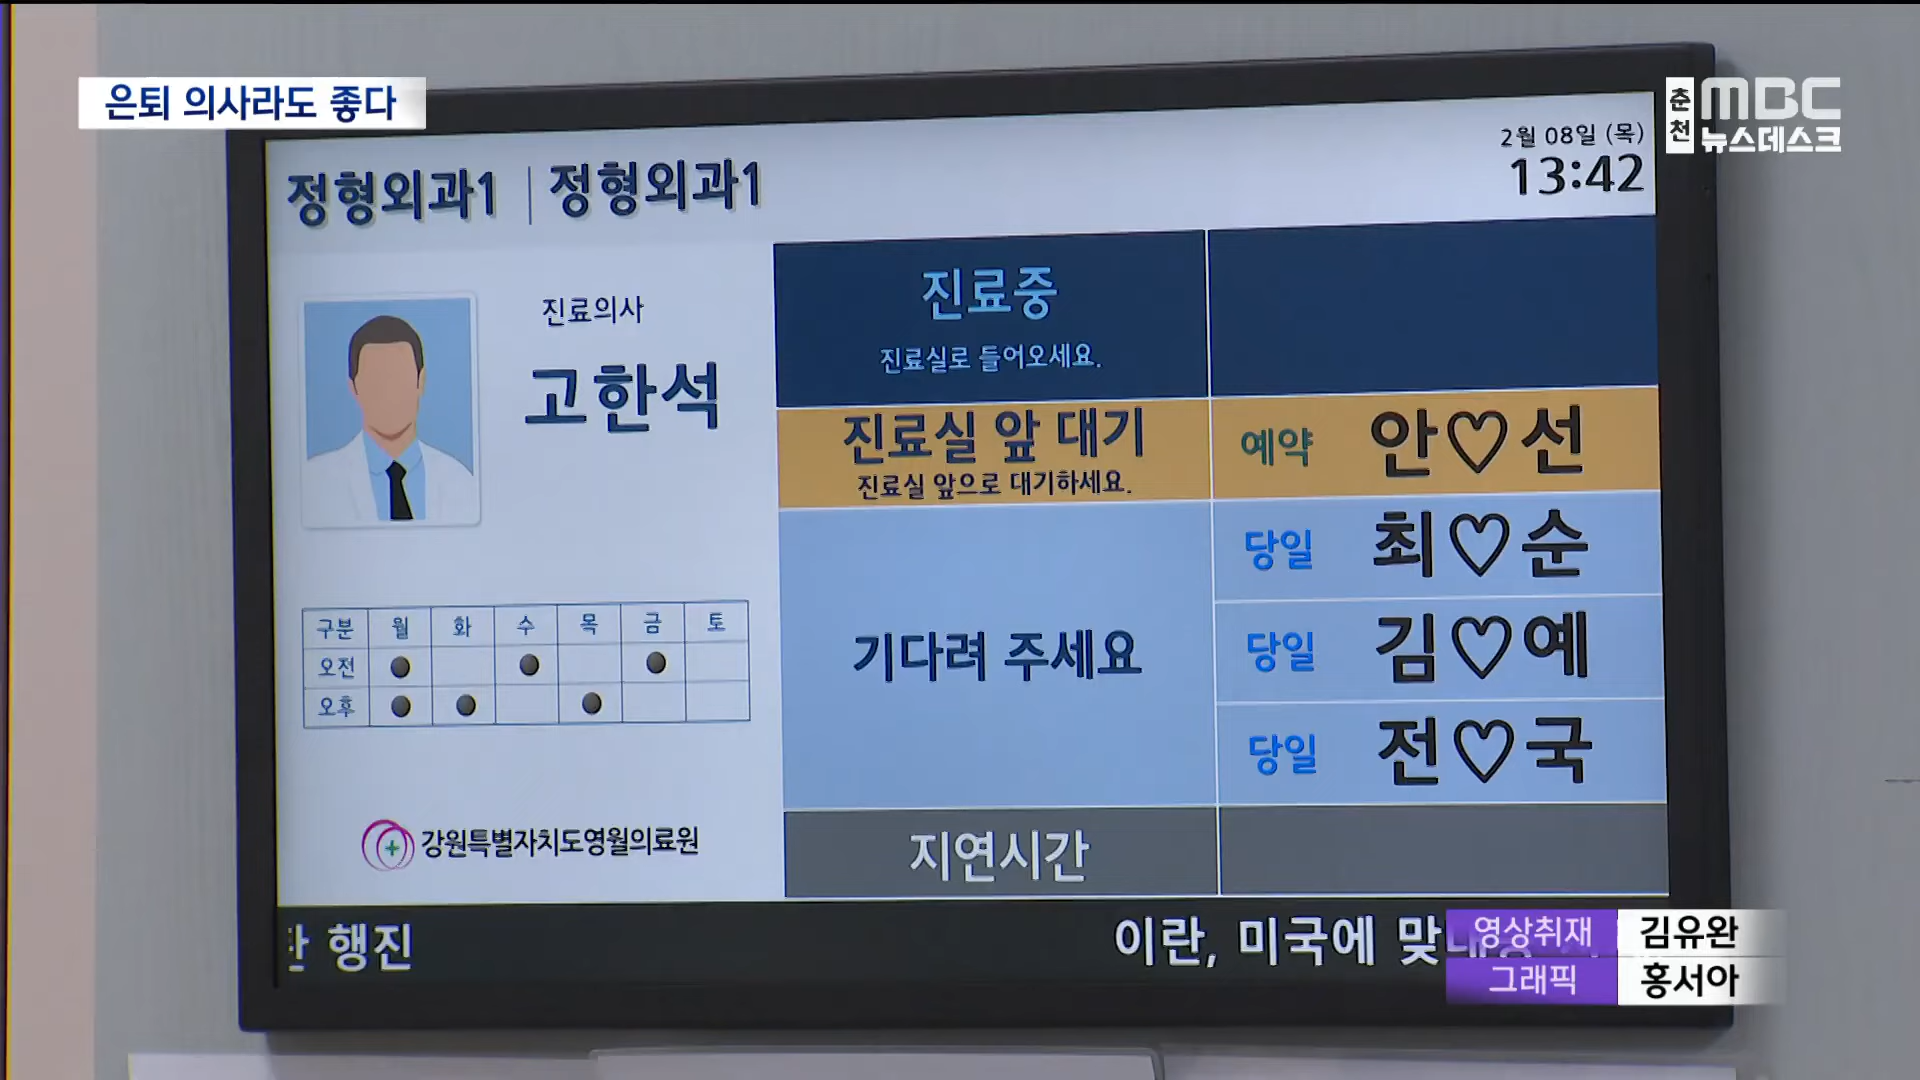 은퇴 의사라도 좋다
춘천
MBC
뉴스데스크
2월 08일 (목)
13:42
정형외과1 | 정형외과1
진료의사
고한석
구분 월 화 수 목 금 토
오전 ● ● ●
오후 ● ● ●
강원특별자치도영월의료원
진료중
진료실로 들어오세요.
진료실 앞 대기
진료실 앞으로 대기하세요.
예약 안♡선
기다려 주세요
당일 최♡순
당일 김♡예
당일 전♡국
지연시간
행진
이란, 미국에
영상취재 김유완
그래픽 홍서아